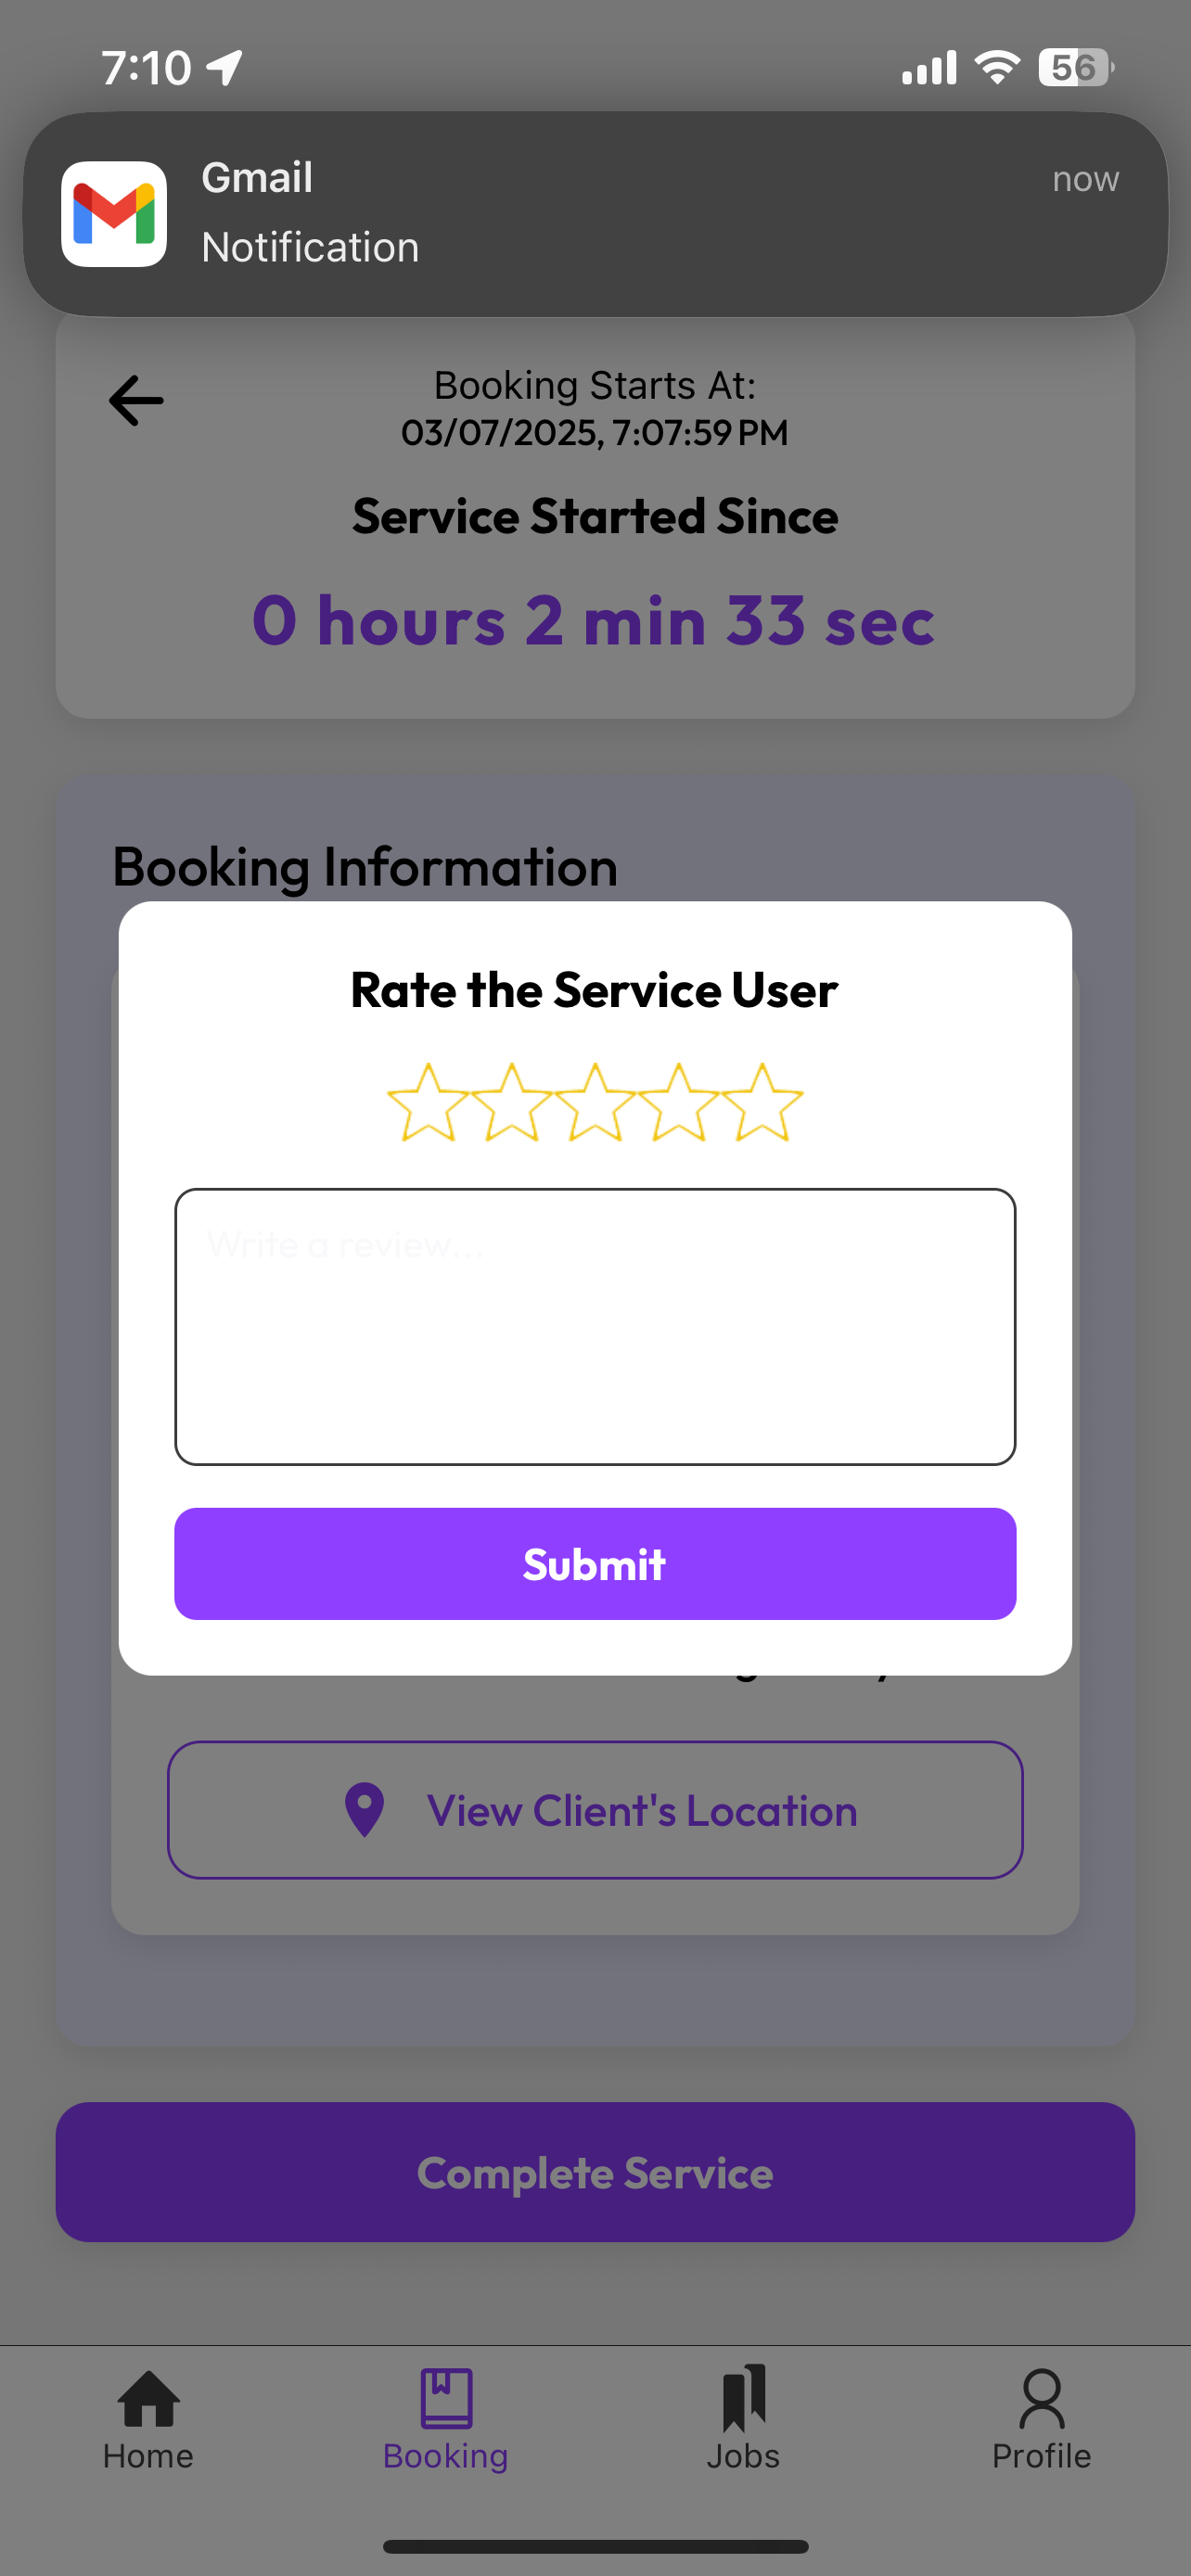 7:10
56
Gmail
now
Notification
Booking Starts At:
03/07/2025, 7:07:59 PM
Service Started Since
0 hours 2 min 33 sec
Booking Information
Rate the Service User
Write a review...
Submit
View Client's Location
Complete Service
Home
Booking
Jobs
Profile